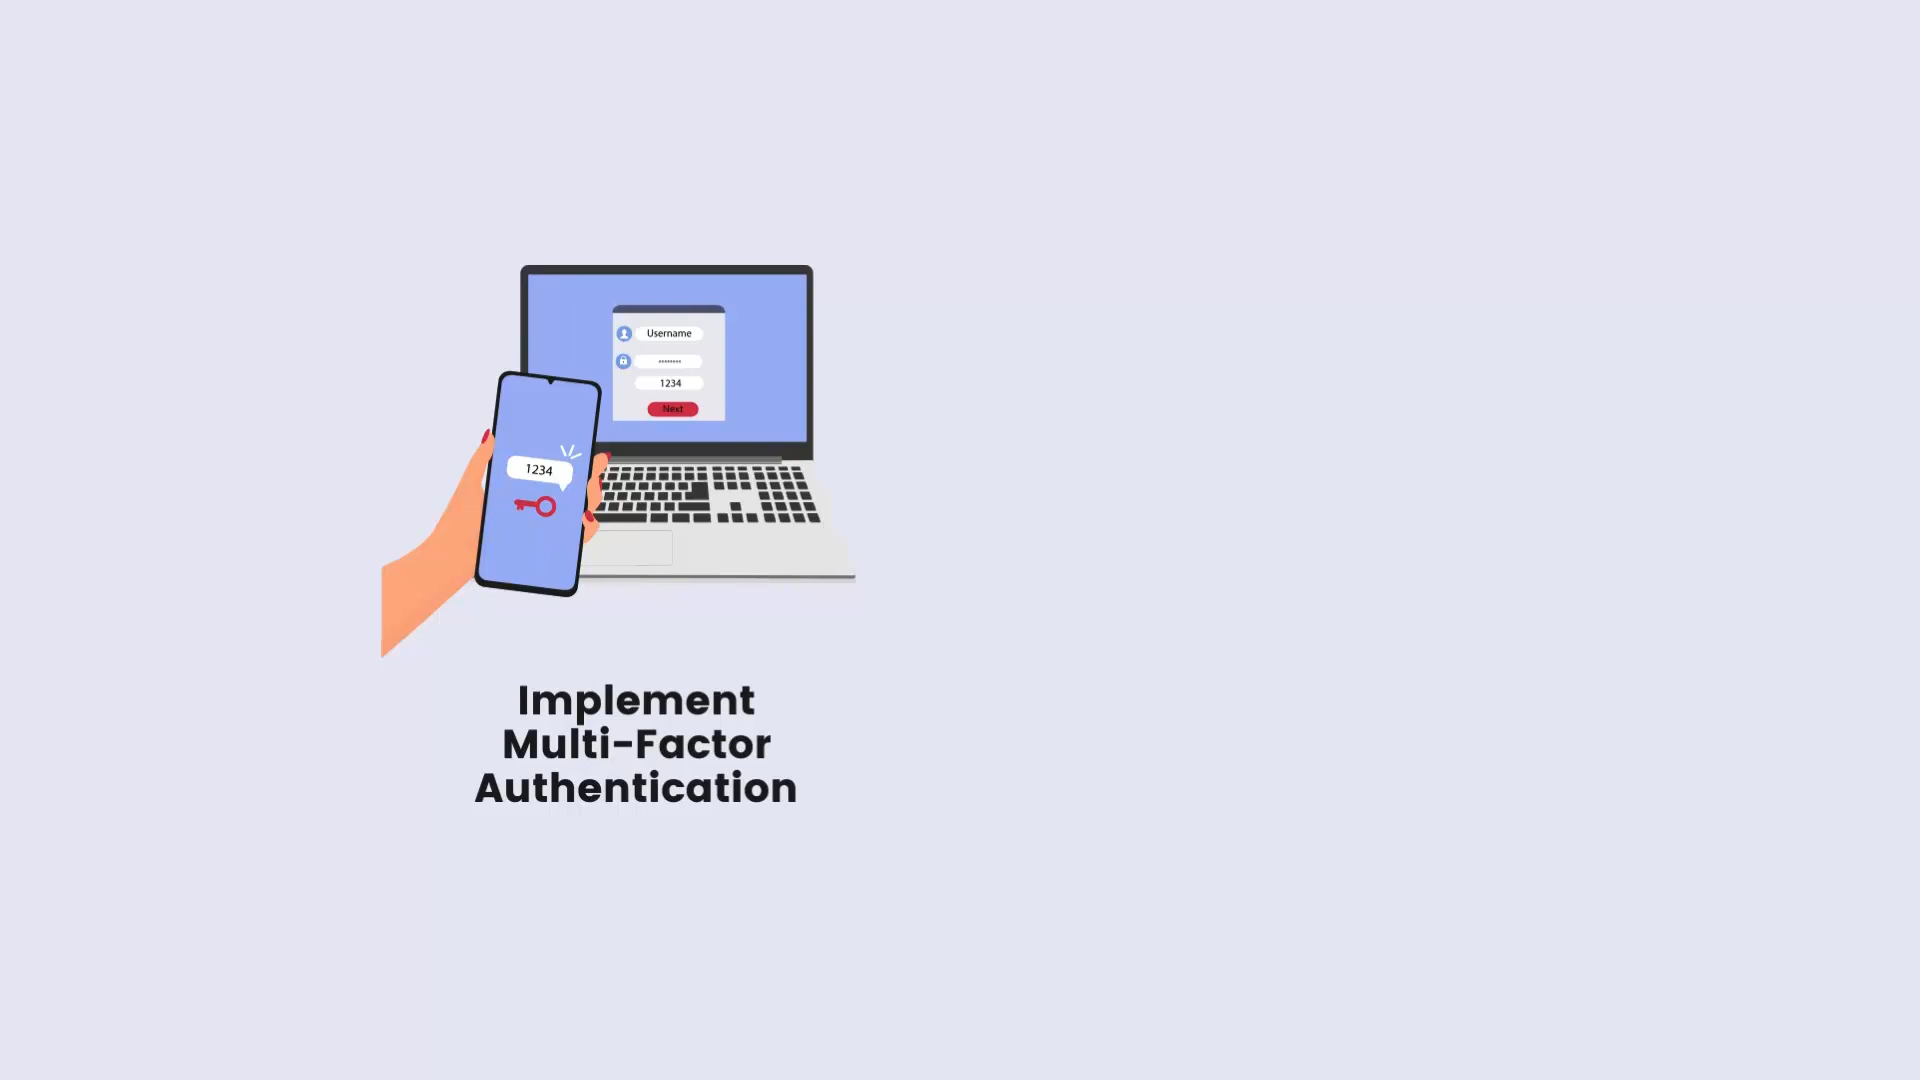 Username
········
1234
Next
1234
Implement
Multi-Factor
Authentication